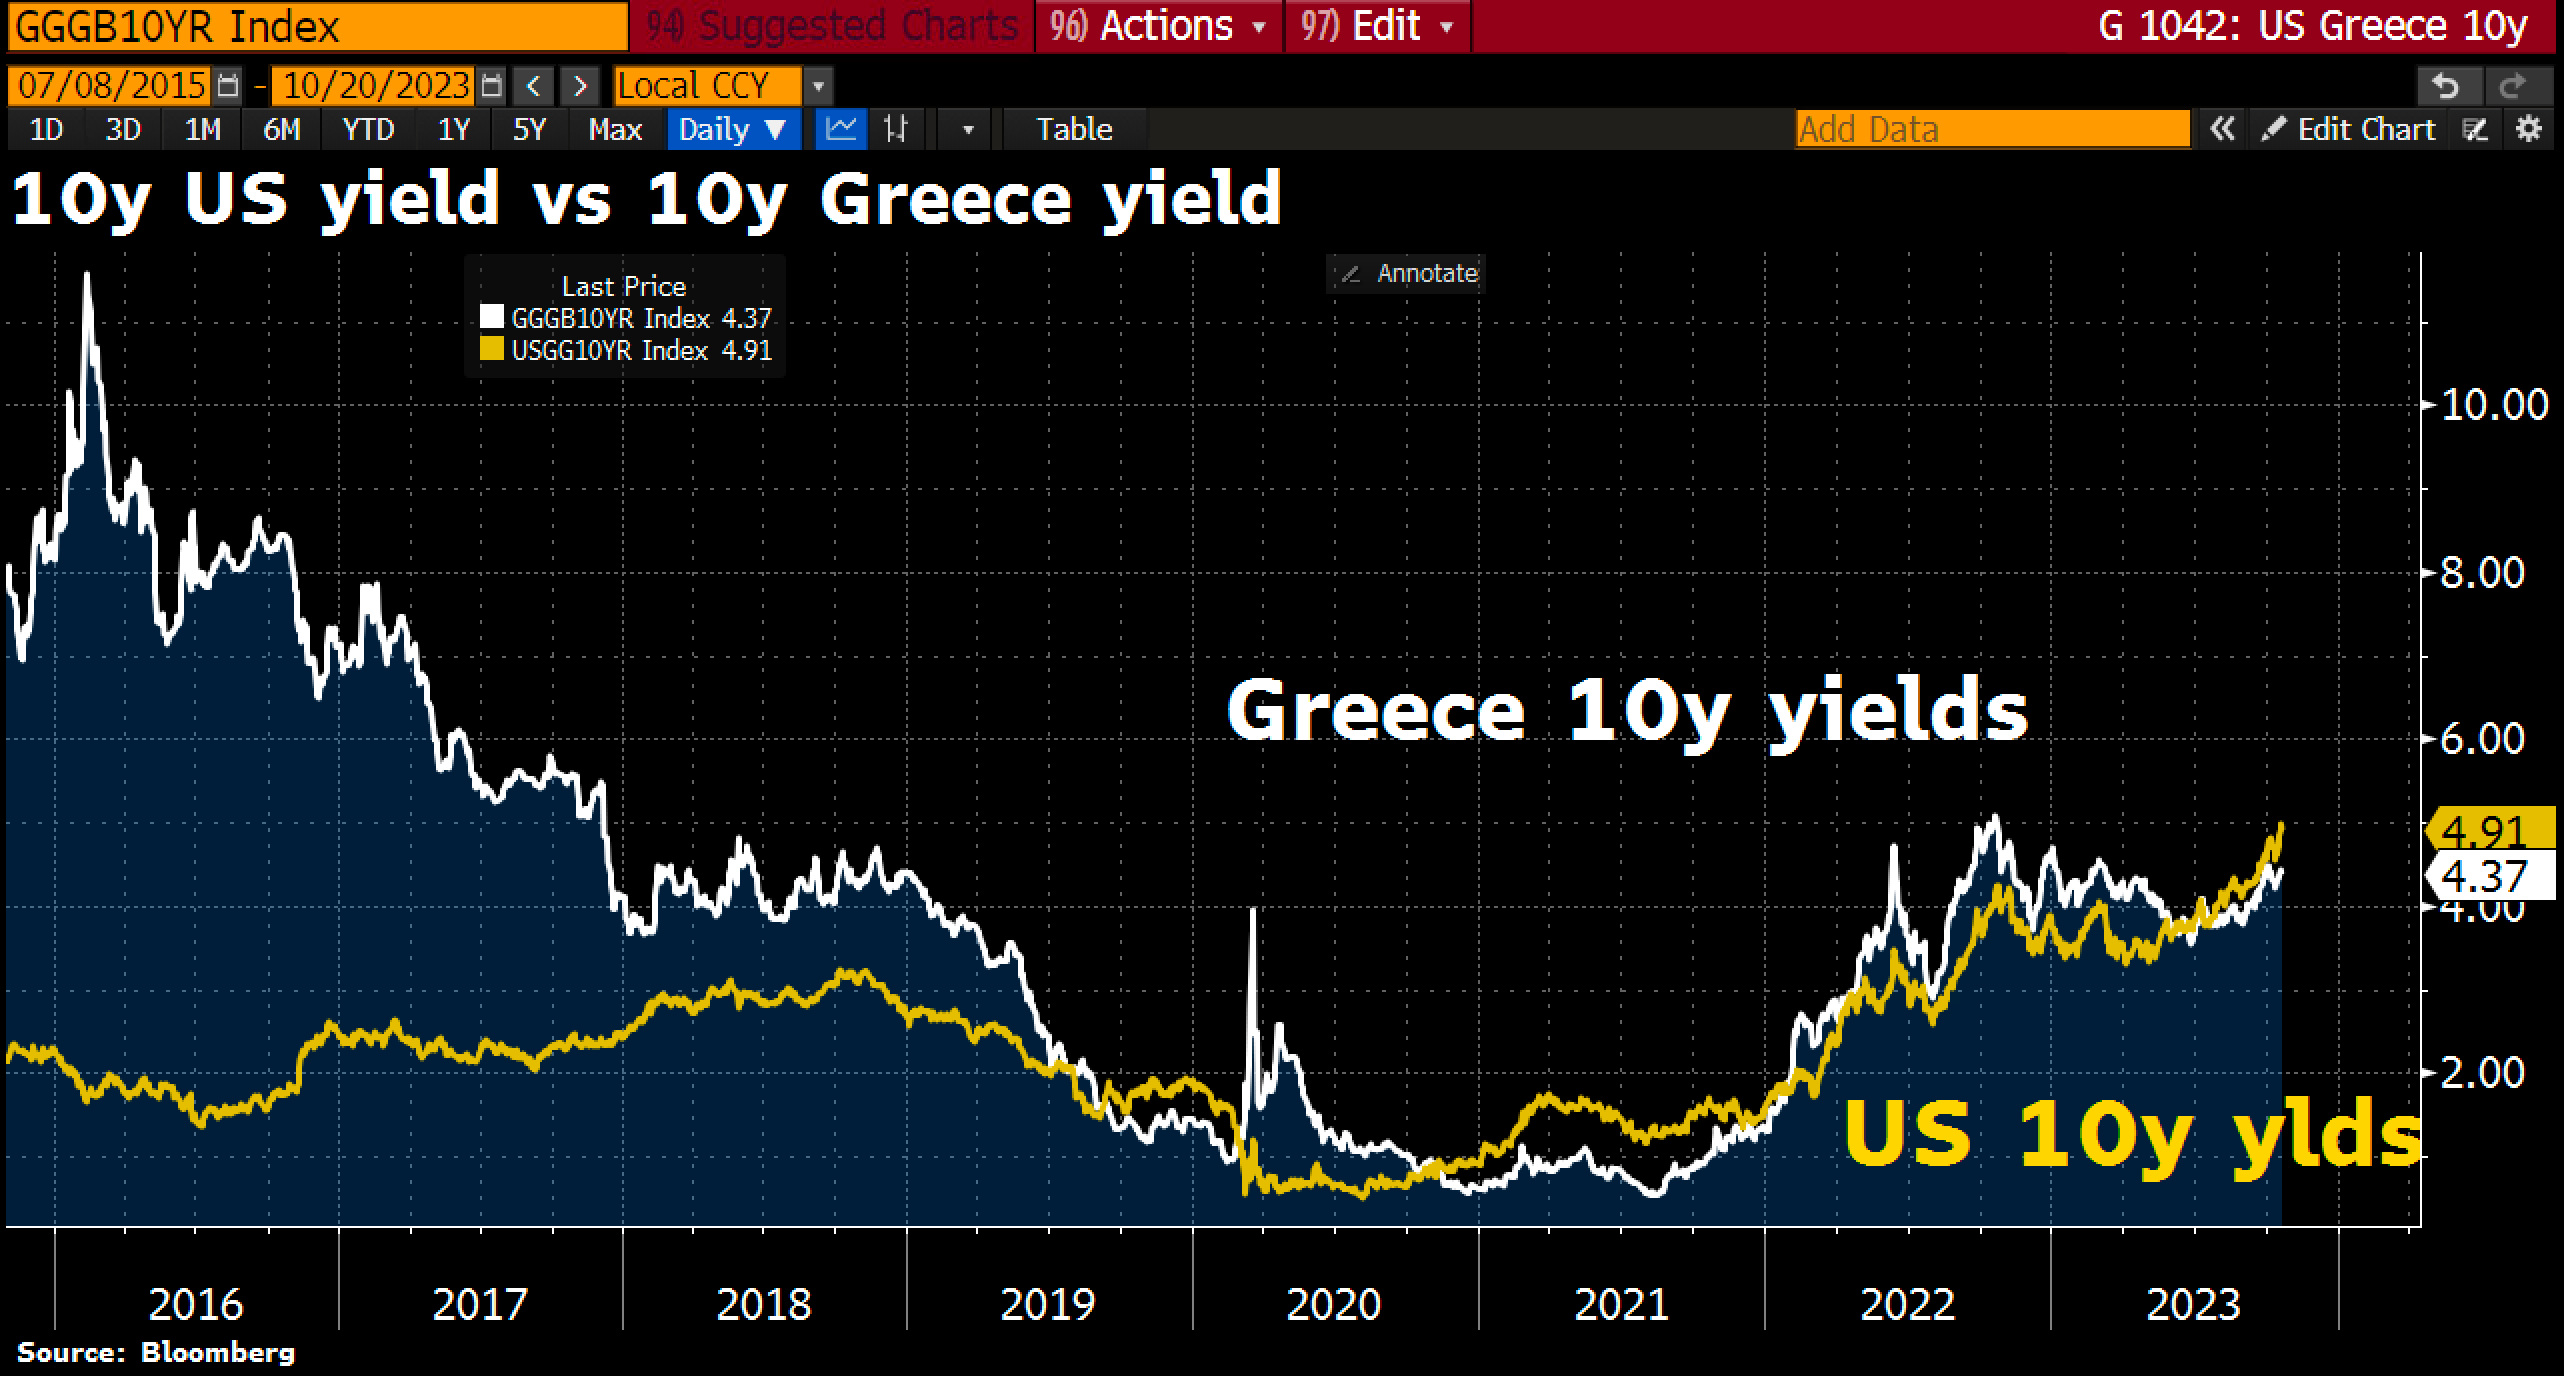 GGGB10YR Index 94) Suggested Charts 96) Actions 97) Edit G 1042: US Greece 10y
07/08/2015 - 10/20/2023 Local CCY
1D 3D 1M 6M YTD 1Y 5Y Max Daily Table Add Data Edit Chart
10y US yield vs 10y Greece yield
Last Price
GGGB10YR Index 4.37
USGG10YR Index 4.91
Annotate
10.00
8.00
Greece 10y yields
6.00
4.91
4.37
4.00
2.00
US 10y ylds
2016 2017 2018 2019 2020 2021 2022 2023
Source: Bloomberg